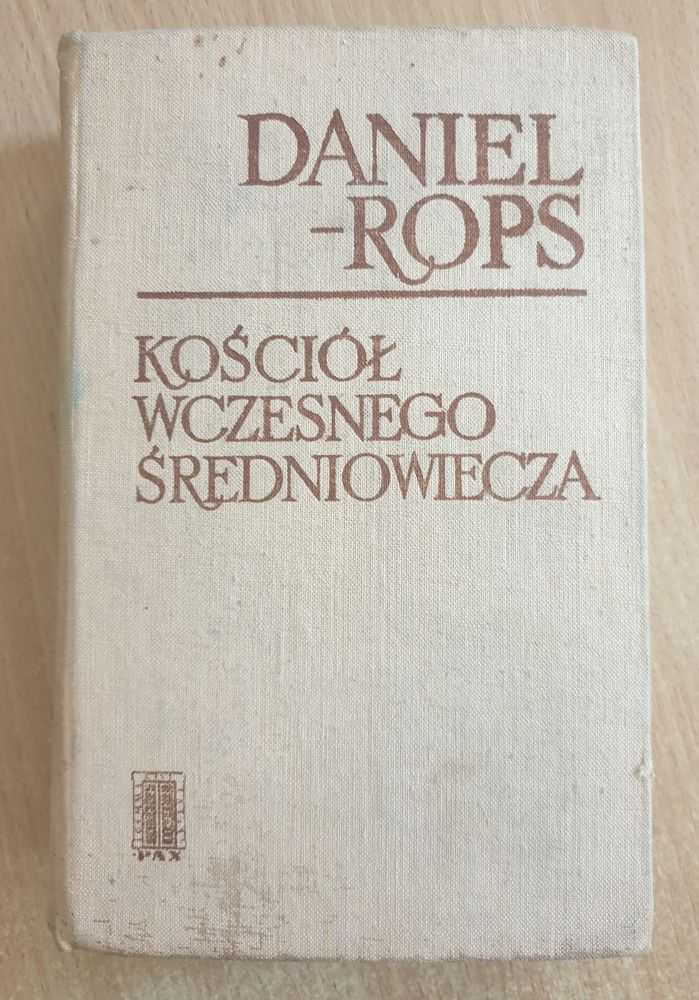 DANIEL
-ROPS
KOŚCIÓŁ
WCZESNEGO
ŚREDNIOWIECZA
PAX